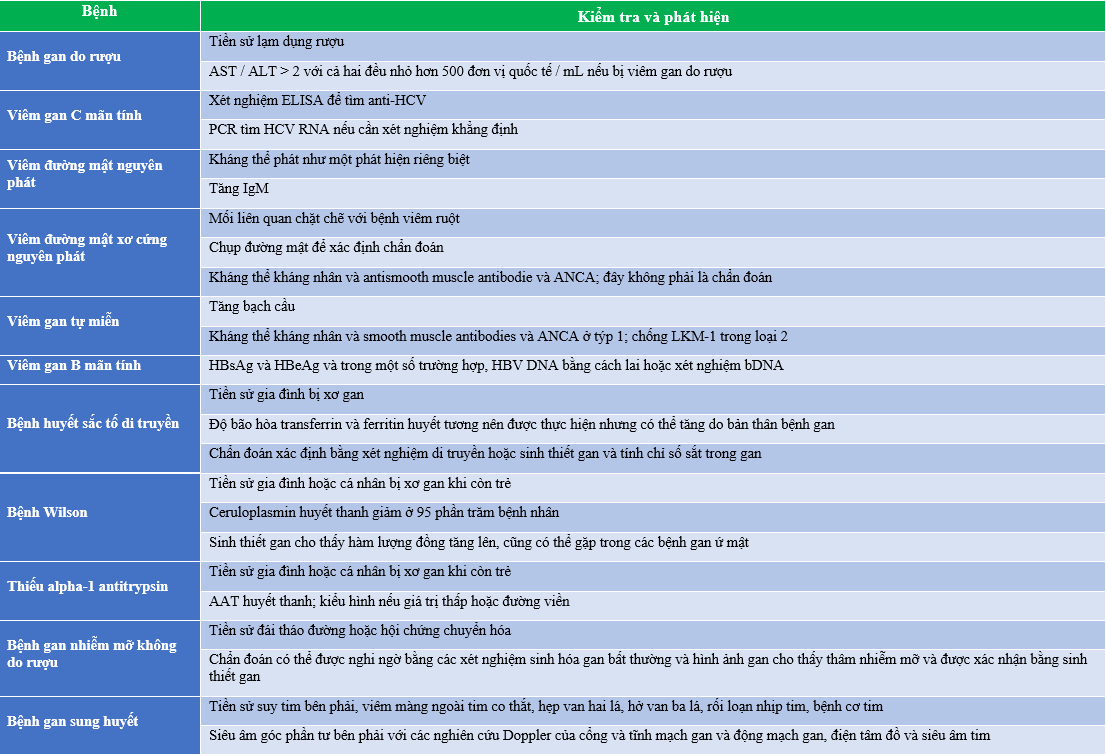 Bệnh
Kiểm tra và phát hiện
Bệnh gan do rượu
Tiền sử lạm dụng rượu
AST / ALT > 2 với cả hai đều nhỏ hơn 500 đơn vị quốc tế / mL nếu bị viêm gan do rượu
Viêm gan C mãn tính
Xét nghiệm ELISA để tìm anti-HCV
PCR tìm HCV RNA nếu cần xét nghiệm khẳng định
Viêm đường mật nguyên
phát
Kháng thể phát như một phát hiện riêng biệt
Tăng IgM
Viêm đường mật xơ cứng
nguyên phát
Mối liên quan chặt chẽ với bệnh viêm ruột
Chụp đường mật để xác định chẩn đoán
Kháng thể kháng nhân và antismooth muscle antibodie và ANCA; đây không phải là chẩn đoán
Viêm gan tự miễn
Tăng bạch cầu
Kháng thể kháng nhân và smooth muscle antibodies và ANCA ở týp 1; chống LKM-1 trong loại 2
Viêm gan B mãn tính
HBsAg và HBeAg và trong một số trường hợp, HBV DNA bằng cách lai hoặc xét nghiệm bDNA
Bệnh huyết sắc tố di truyền
Tiền sử gia đình bị xơ gan
Độ bão hòa transferrin và ferritin huyết tương nên được thực hiện nhưng có thể tăng do bản thân bệnh gan
Chẩn đoán xác định bằng xét nghiệm di truyền hoặc sinh thiết gan và tính chỉ số sắt trong gan
Bệnh Wilson
Tiền sử gia đình hoặc cá nhân bị xơ gan khi còn trẻ
Ceruloplasmin huyết thanh giảm ở 95 phần trăm bệnh nhân
Sinh thiết gan cho thấy hàm lượng đồng tăng lên, cũng có thể gặp trong các bệnh gan ứ mật
Thiếu alpha-1 antitrypsin
Tiền sử gia đình hoặc cá nhân bị xơ gan khi còn trẻ
AAT huyết thanh; kiểu hình nếu giá trị thấp hoặc đường viền
Bệnh gan nhiễm mỡ không
do rượu
Tiền sử đái tháo đường hoặc hội chứng chuyển hóa
Chẩn đoán có thể được nghi ngờ bằng các xét nghiệm sinh hóa gan bất thường và hình ảnh gan cho thấy thâm nhiễm mỡ và được xác nhận bằng sinh
thiết gan
Bệnh gan sung huyết
Tiền sử suy tim bên phải, viêm màng ngoài tim co thắt, hẹp van hai lá, hở van ba lá, rối loạn nhịp tim, bệnh cơ tim
Siêu âm góc phần tư bên phải với các nghiên cứu Doppler của cổng và tĩnh mạch gan và động mạch gan, điện tâm đồ và siêu âm tim